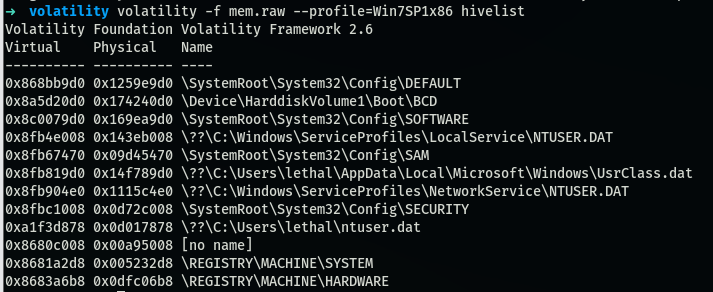 ➜ volatility volatility -f mem.raw --profile=Win7SP1x86 hivelist
Volatility Foundation Volatility Framework 2.6
Virtual    Physical   Name
---------- ---------- ----
0x868bb9d0 0x1259e9d0 \SystemRoot\System32\Config\DEFAULT
0x8a5d20d0 0x174240d0 \Device\HarddiskVolume1\Boot\BCD
0x8c0079d0 0x169ea9d0 \SystemRoot\System32\Config\SOFTWARE
0x8fb4e008 0x143eb008 \??\C:\Windows\ServiceProfiles\LocalService\NTUSER.DAT
0x8fb67470 0x09d45470 \SystemRoot\System32\Config\SAM
0x8fb819d0 0x14f789d0 \??\C:\Users\lethal\AppData\Local\Microsoft\Windows\UsrClass.dat
0x8fb904e0 0x1115c4e0 \??\C:\Windows\ServiceProfiles\NetworkService\NTUSER.DAT
0x8fbc1008 0x0d72c008 \SystemRoot\System32\Config\SECURITY
0xa1f3d878 0x0d017878 \??\C:\Users\lethal\ntuser.dat
0x8680c008 0x00a95008 [no name]
0x8681a2d8 0x005232d8 \REGISTRY\MACHINE\SYSTEM
0x8683a6b8 0x0dfc06b8 \REGISTRY\MACHINE\HARDWARE